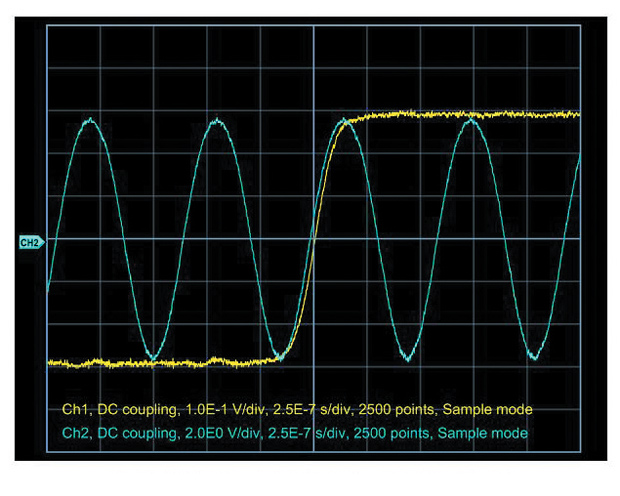 CH2
Ch1, DC coupling, 1.0E-1 V/div, 2.5E-7 s/div, 2500 points, Sample mode
Ch2, DC coupling, 2.0E0 V/div, 2.5E-7 s/div, 2500 points, Sample mode